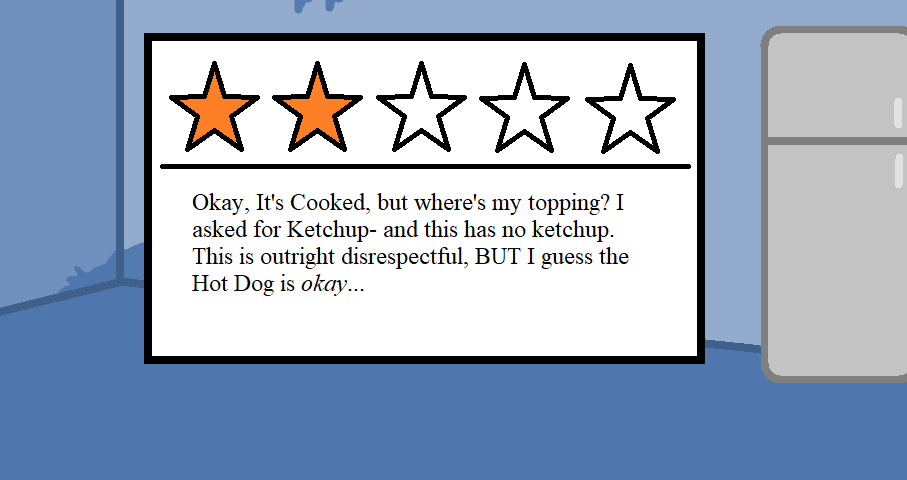 Okay, It's Cooked, but where's my topping? I
asked for Ketchup- and this has no ketchup.
This is outright disrespectful, BUT I guess the
Hot Dog is okay...